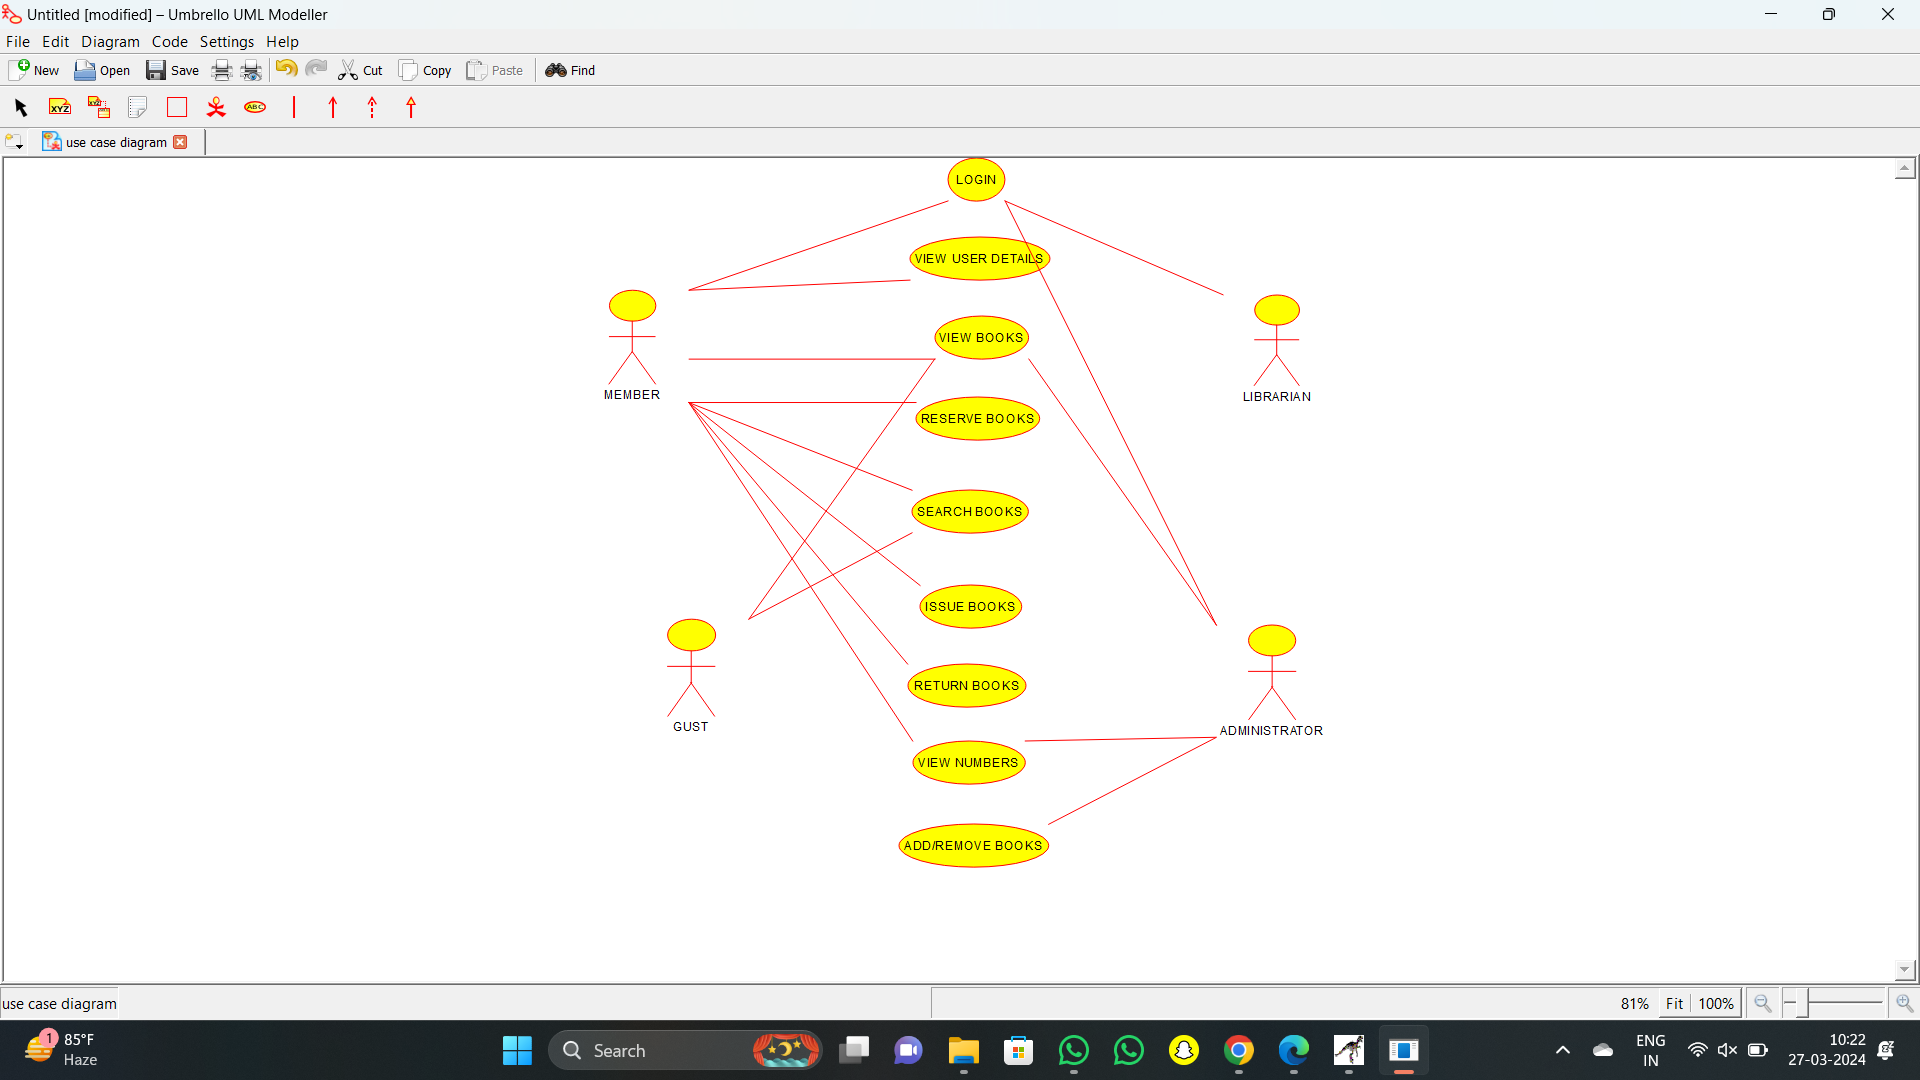 Untitled [modified] – Umbrello UML Modeller
File Edit Diagram Code Settings Help
New Open Save Cut Copy Paste Find
XYZ XYZ ABC
use case diagram
LOGIN
VIEW USER DETAILS
VIEW BOOKS
MEMBER
LIBRARIAN
RESERVE BOOKS
SEARCH BOOKS
ISSUE BOOKS
RETURN BOOKS
GUST
ADMINISTRATOR
VIEW NUMBERS
ADD/REMOVE BOOKS
use case diagram 81% Fit 100%
1 85°F
Haze
Search
ENG
IN
10:22
27-03-2024